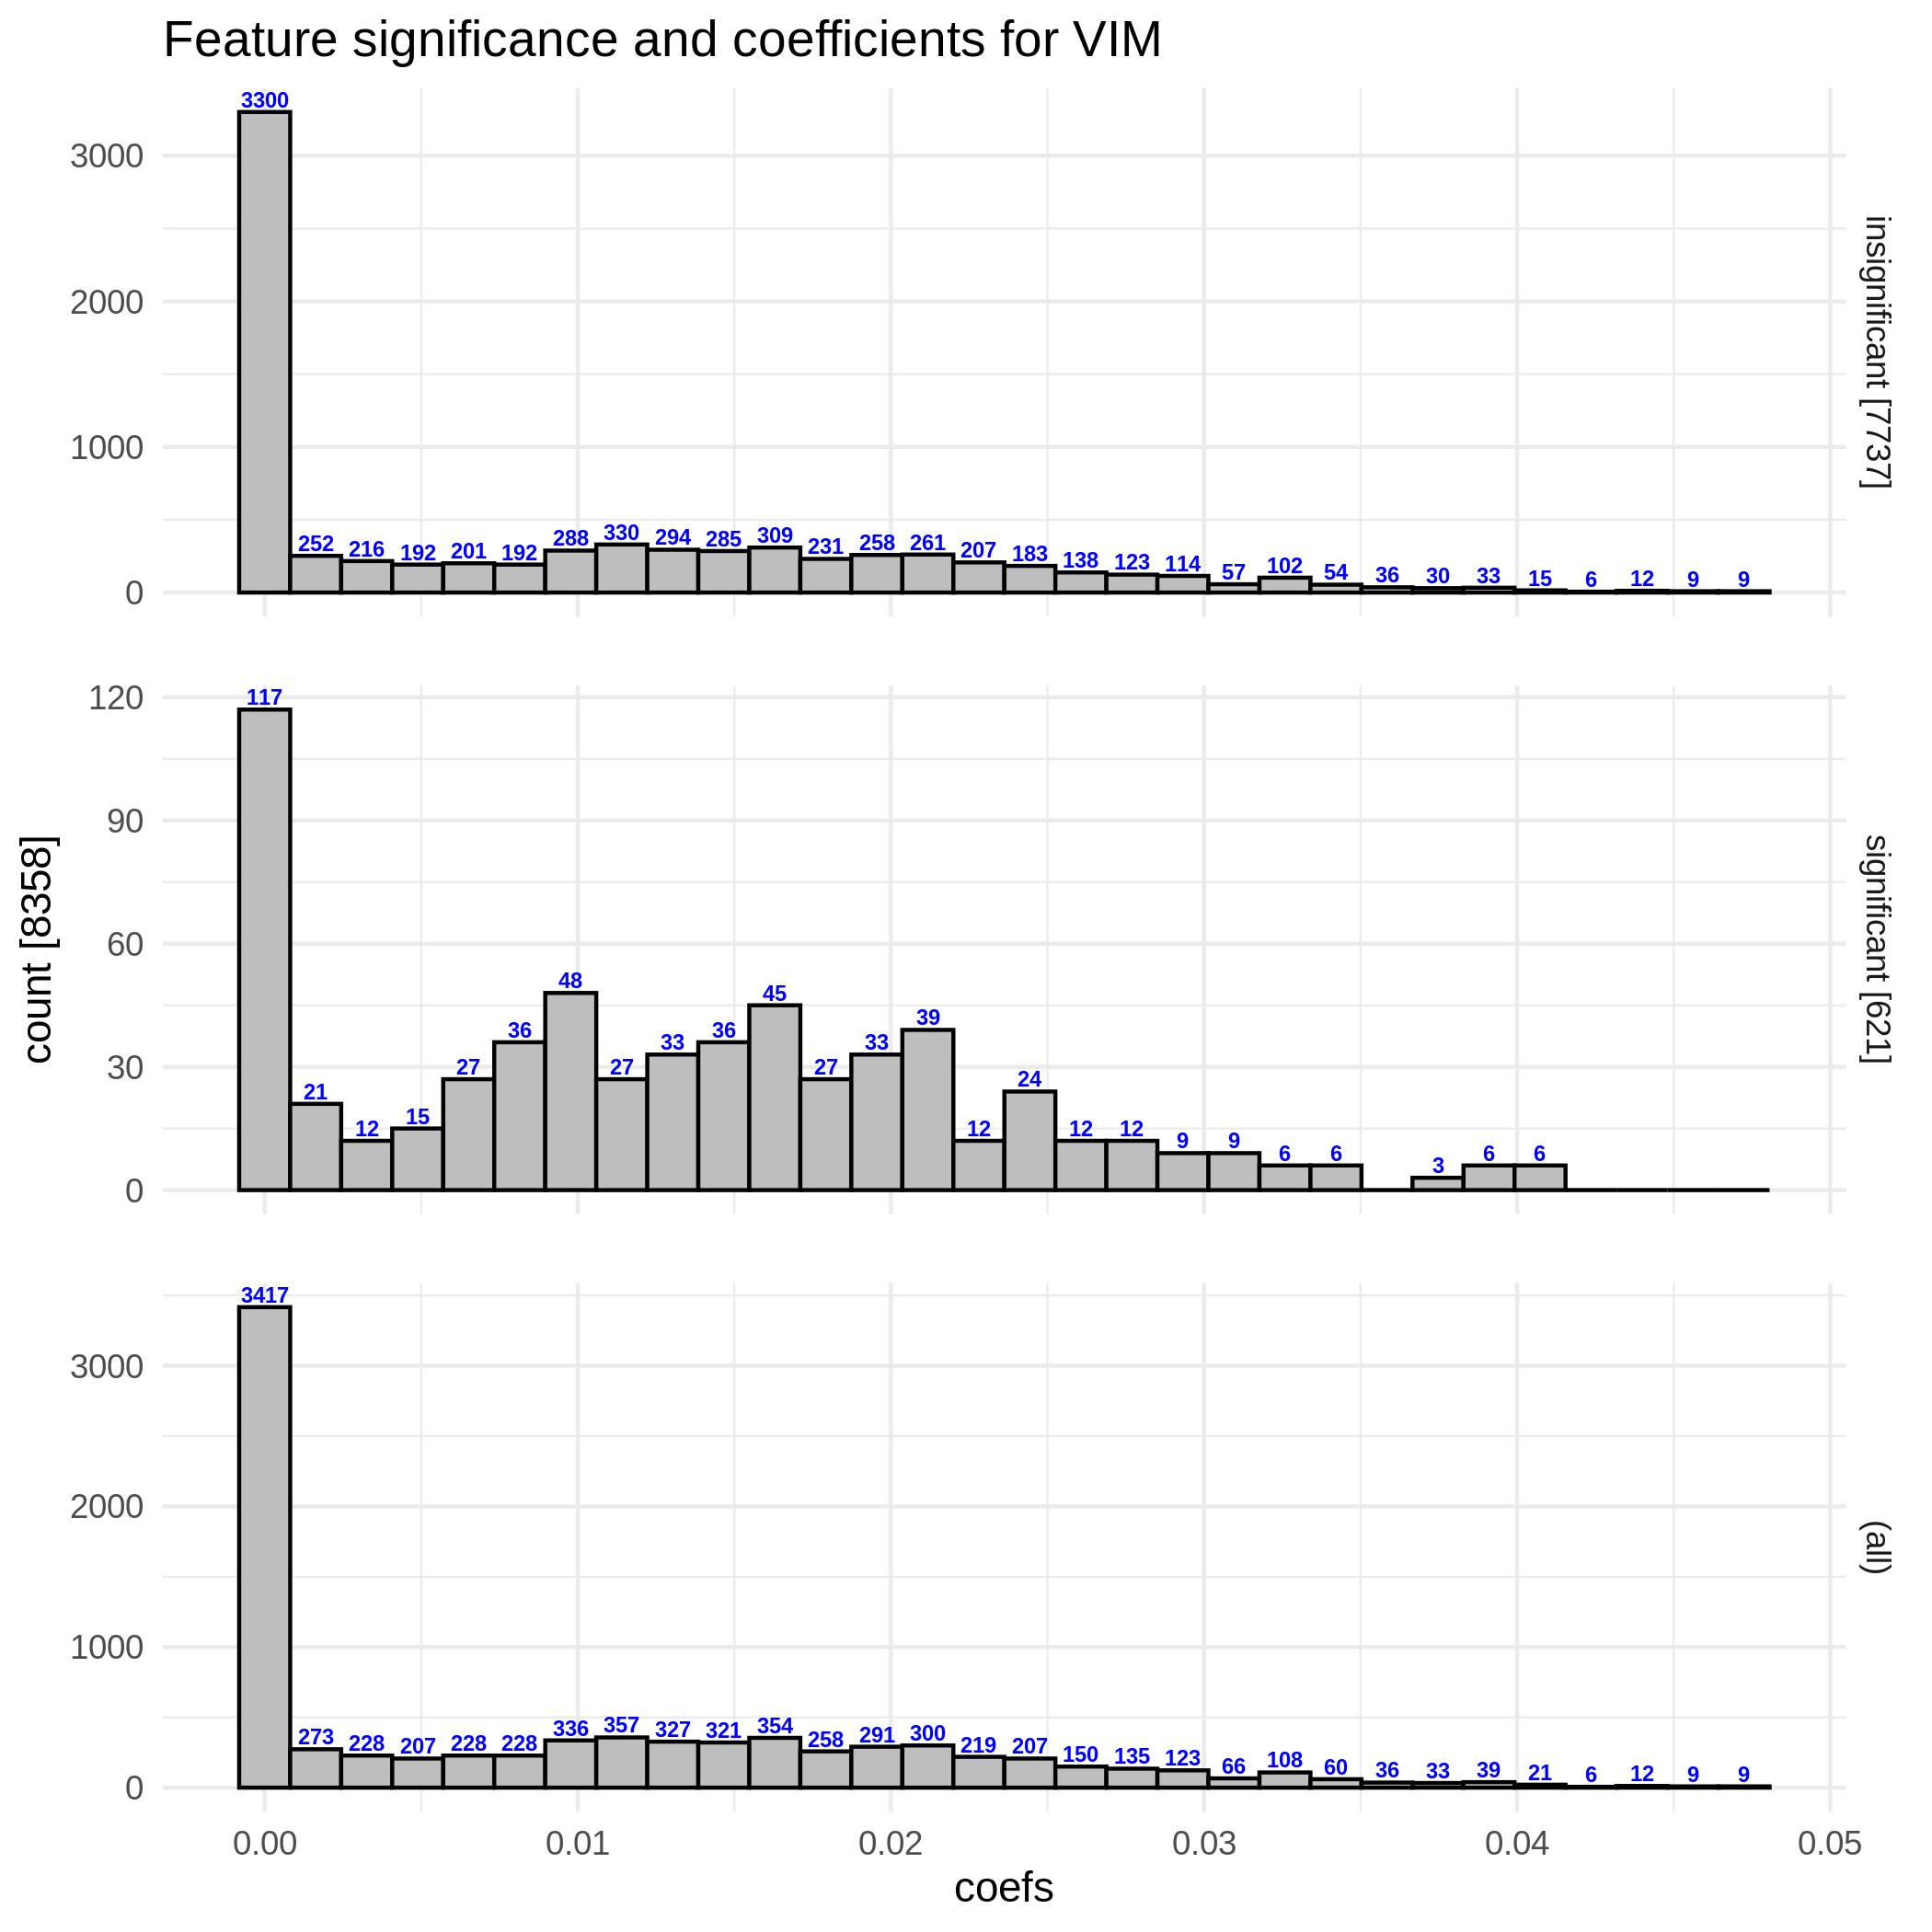 Feature significance and coefficients for VIM
count [8358]
3000
2000
1000
0
3300 252 216 192 201 192 288 330 294 285 309 231 258 261 207 183 138 123 114 57 102 54 36 30 33 15 6 12 9 9
insignificant [7737]
120
90
60
30
0
117 21 12 15 27 36 48 27 33 36 45 27 33 39 12 24 12 12 9 9 6 6 3 6 6
significant [621]
3000
2000
1000
0
3417 273 228 207 228 228 336 357 327 321 354 258 291 300 219 207 150 135 123 66 108 60 36 33 39 21 6 12 9 9
(all)
0.00 0.01 0.02 0.03 0.04 0.05
coefs